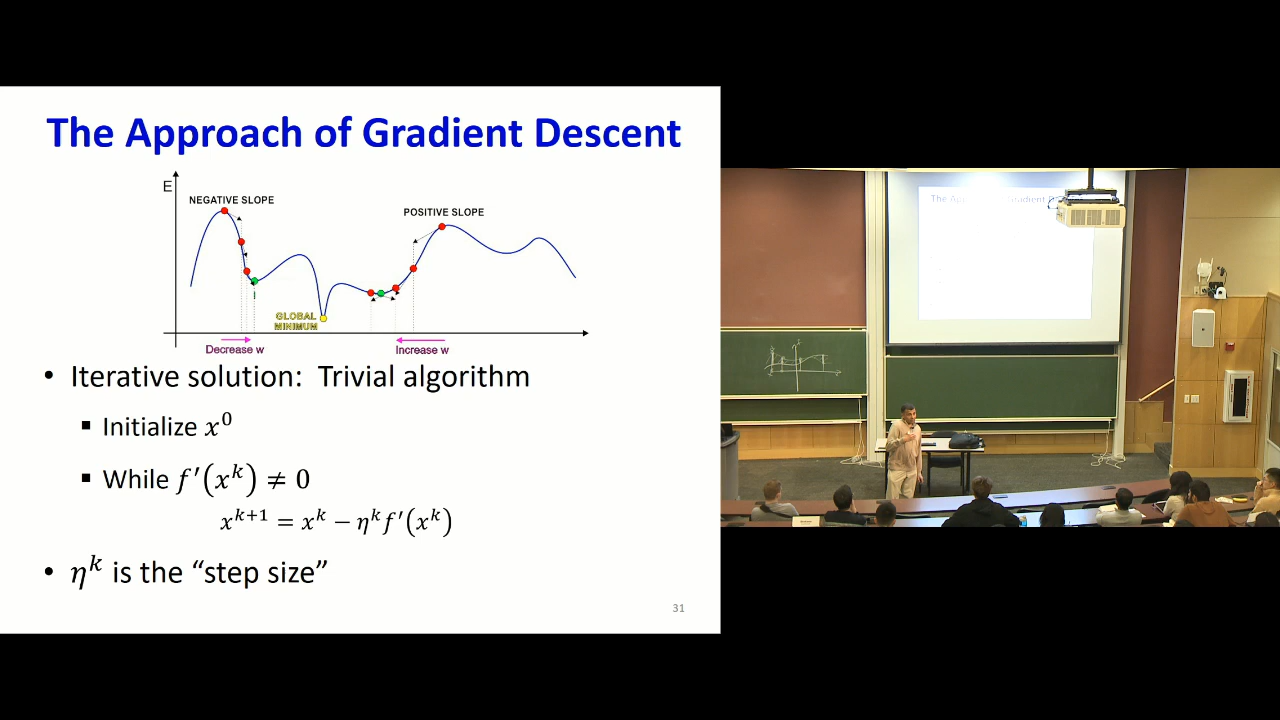 The Approach of Gradient Descent
E
NEGATIVE SLOPE
POSITIVE SLOPE
GLOBAL
MINIMUM
Decrease w
Increase w
• Iterative solution: Trivial algorithm
▪ Initialize x⁰
▪ While f′(xᵏ) ≠ 0
xᵏ⁺¹ = xᵏ − ηᵏf′(xᵏ)
• ηᵏ is the “step size”
31